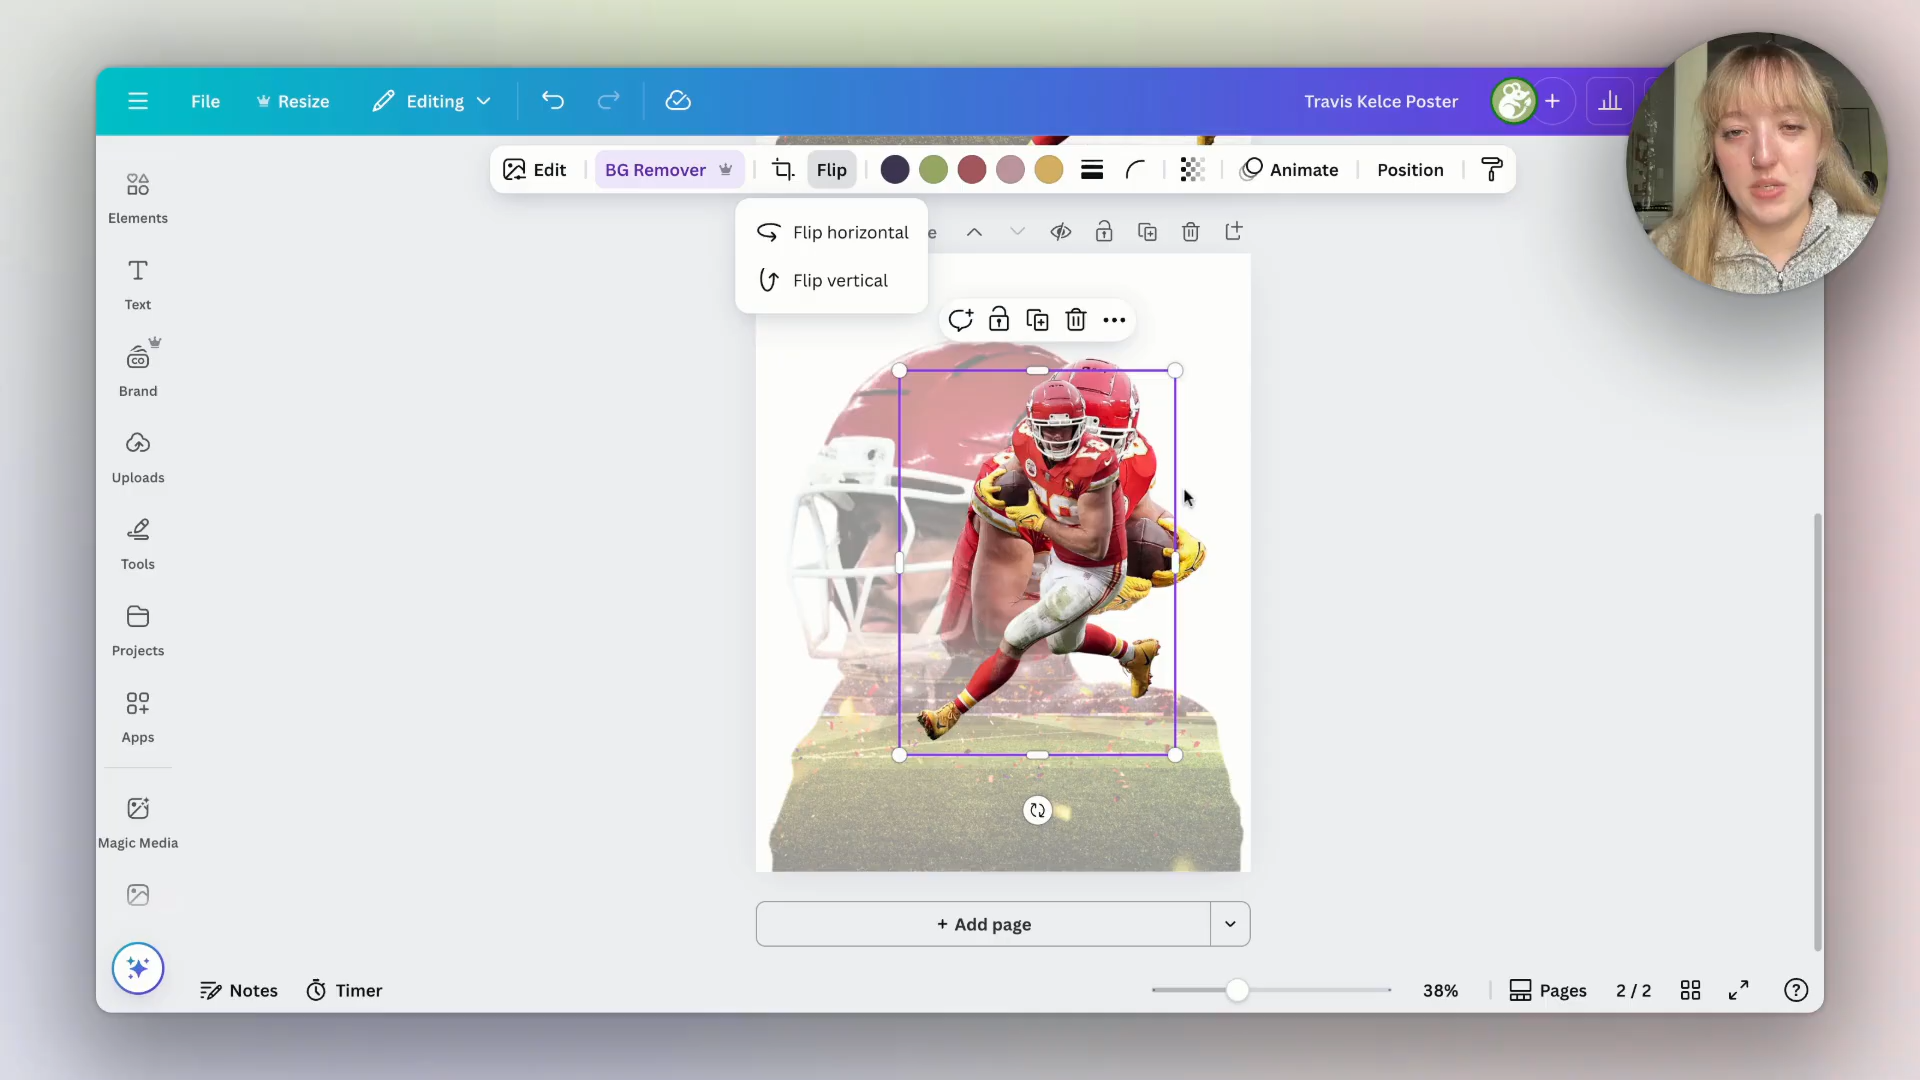 File
Resize
Editing
Travis Kelce Poster
Edit
BG Remover
Flip
Animate
Position
Flip horizontal
Flip vertical
Elements
Text
Brand
CO
Uploads
Tools
Projects
Apps
Magic Media
+ Add page
Notes
Timer
38%
Pages
2 / 2